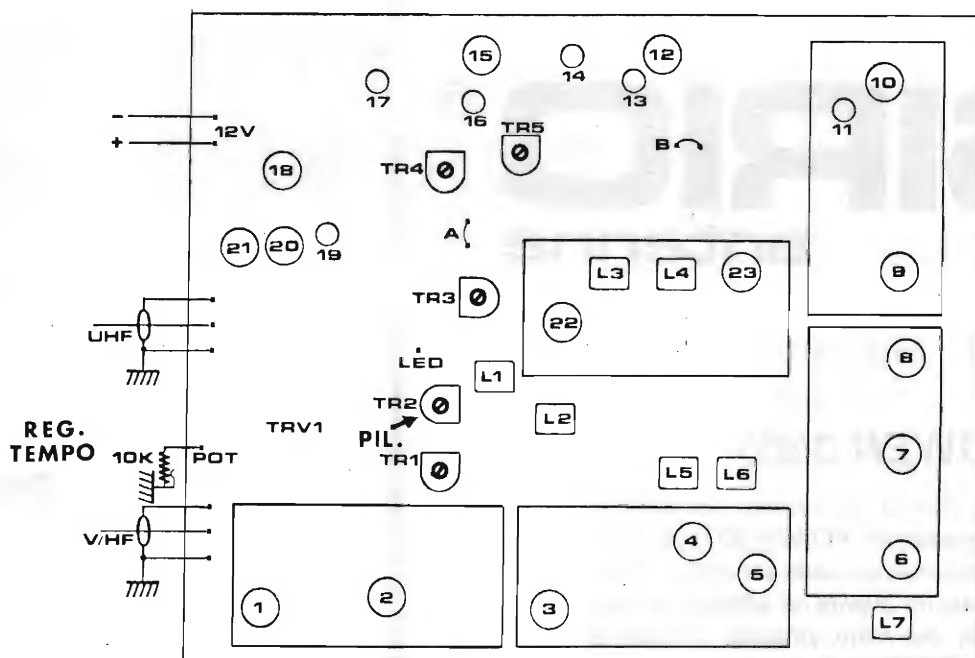 15
14
12
10
17
16
13
11
TR5
-
12V
+
TR4
B
18
A
21
20
19
L3
L4
23
9
TR3
22
UHF
LED
L1
8
TR2
L2
REG.
TEMPO
TRV1
PIL.
10K
POT
TR1
L5
L6
7
V/HF
4
5
6
1
2
3
L7